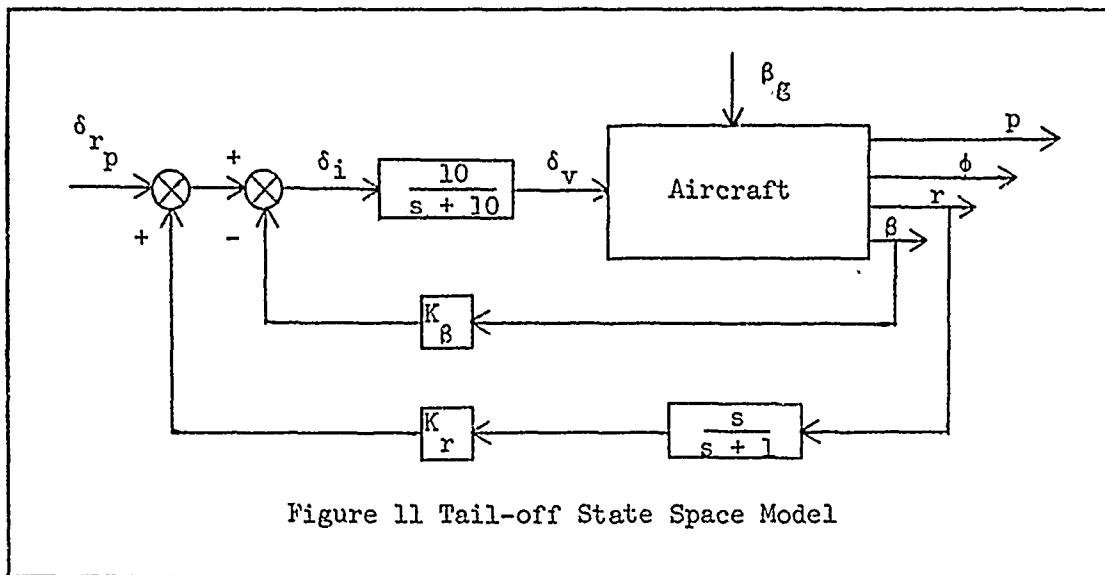 β_g
δ_r_p
+
δ_i
10
s + 10
δ_v
Aircraft
p
ϕ
r
β
+
-
K_β
K_r
s
s + 1
Figure 11 Tail-off State Space Model